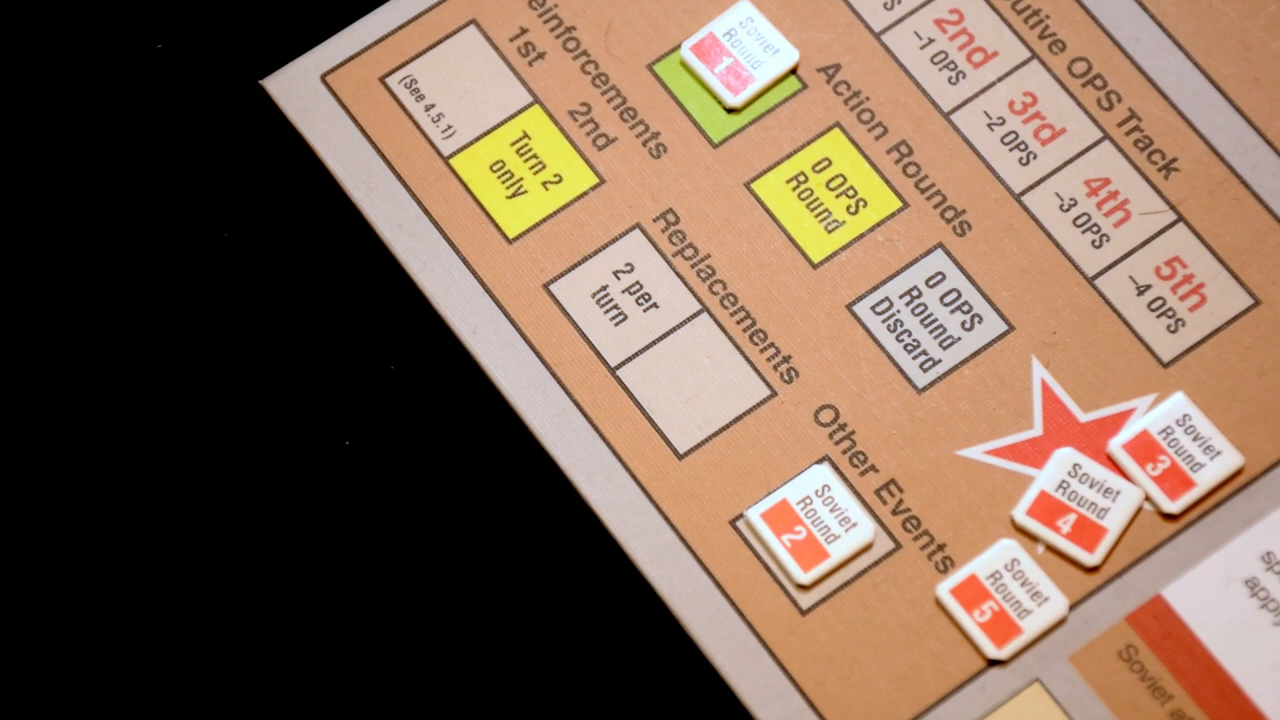 einforcements
1st
2nd
(See 4.5.1)
Turn 2
only
Replacements
2 per
turn
Other Events
Soviet
Round
2
Soviet
Round
1
Action Rounds
0 OPS
Round
0 OPS
Round
Discard
utive OPS Track
2nd
–1 OPS
3rd
–2 OPS
4th
–3 OPS
5th
–4 OPS
Soviet
Round
3
Soviet
Round
4
Soviet
Round
5
Soviet
apply